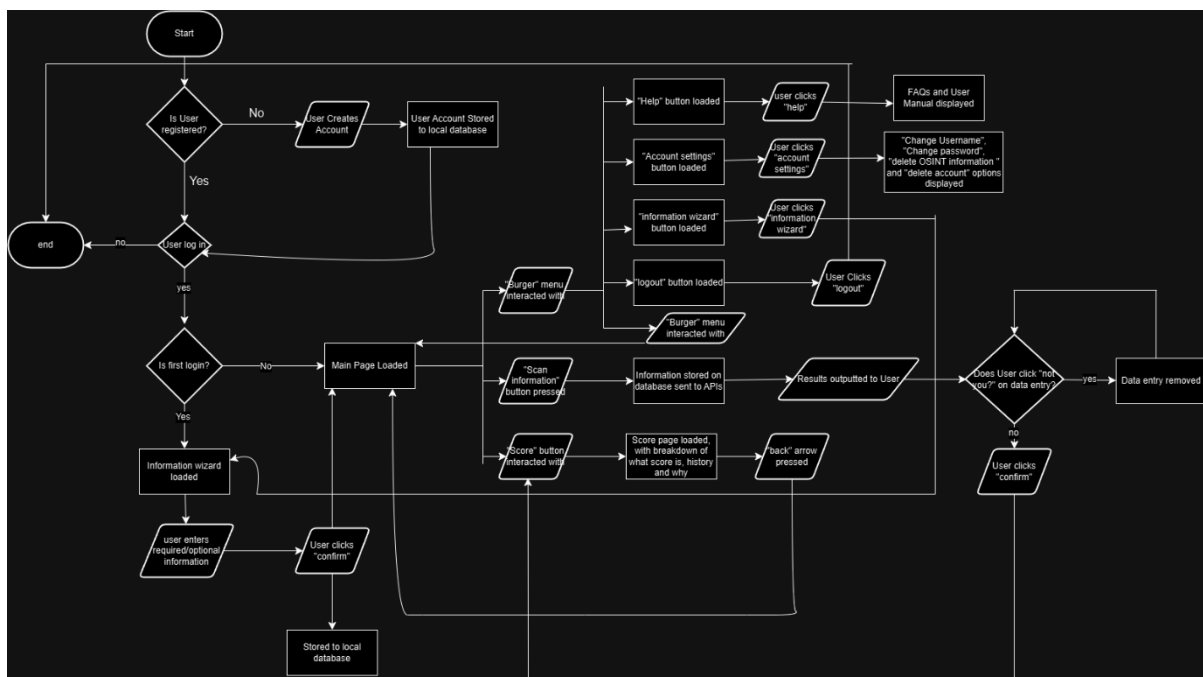 Start
Is User
registered?
No
User Creates
Account
User Account Stored
to local database
Yes
end
no
User log in
yes
Is first login?
No
Main Page Loaded
Yes
Information wizard
loaded
user enters
required/optional
information
User clicks
"confirm"
Stored to local
database
"Burger" menu
interacted with
"Help" button loaded
user clicks
"help"
FAQs and User
Manual displayed
"Account settings"
button loaded
User clicks
"account
settings"
"Change Username",
"Change password",
"delete OSINT information "
and "delete account" options
displayed
"information wizard"
button loaded
User clicks
"information
wizard"
"logout" button loaded
User Clicks
"logout"
"Burger" menu
interacted with
"Scan
information"
button pressed
Information stored on
database sent to APIs
Results outputted to User
Does User click "not
you?" on data entry?
yes
Data entry removed
no
User clicks
"confirm"
"Score" button
interacted with
Score page loaded,
with breakdown of
what score is, history
and why
"back" arrow
pressed